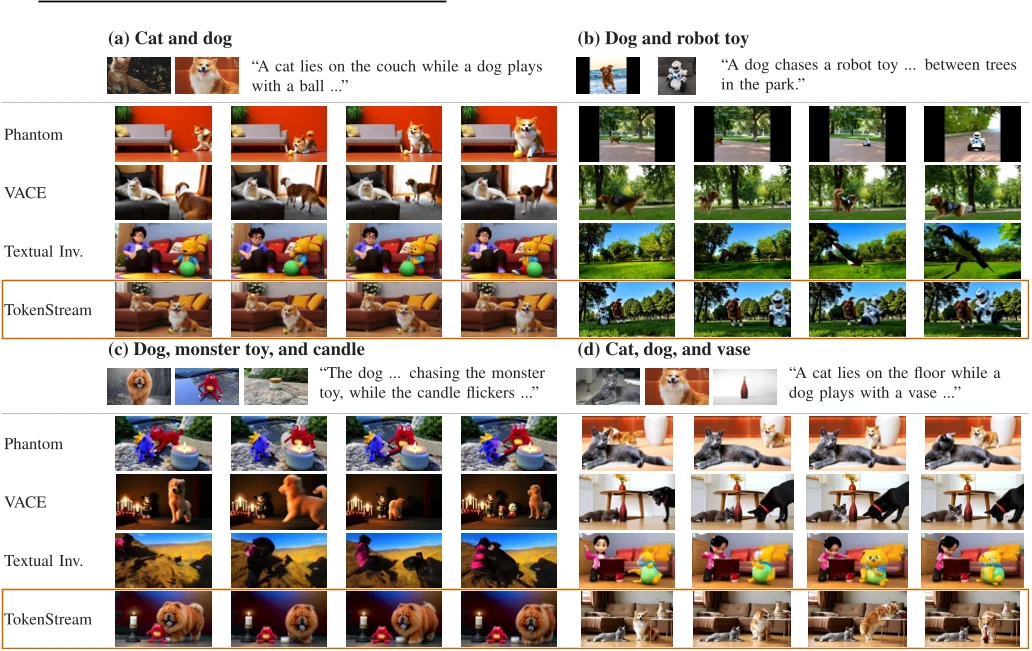 (a) Cat and dog
“A cat lies on the couch while a dog plays
with a ball ...”
(b) Dog and robot toy
“A dog chases a robot toy ... between trees
in the park.”
Phantom
VACE
Textual Inv.
TokenStream
(c) Dog, monster toy, and candle
“The dog ... chasing the monster
toy, while the candle flickers ...”
(d) Cat, dog, and vase
“A cat lies on the floor while a
dog plays with a vase ...”
Phantom
VACE
Textual Inv.
TokenStream